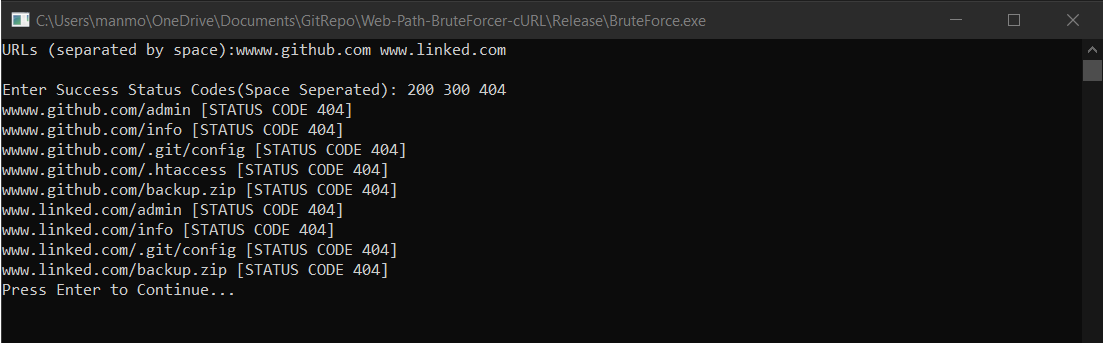 C:\Users\manmo\OneDrive\Documents\GitRepo\Web-Path-BruteForcer-cURL\Release\BruteForce.exe
URLs (separated by space):wwww.github.com www.linked.com
Enter Success Status Codes(Space Seperated): 200 300 404
wwww.github.com/admin [STATUS CODE 404]
wwww.github.com/info [STATUS CODE 404]
wwww.github.com/.git/config [STATUS CODE 404]
wwww.github.com/.htaccess [STATUS CODE 404]
wwww.github.com/backup.zip [STATUS CODE 404]
www.linked.com/admin [STATUS CODE 404]
www.linked.com/info [STATUS CODE 404]
www.linked.com/.git/config [STATUS CODE 404]
www.linked.com/backup.zip [STATUS CODE 404]
Press Enter to Continue...